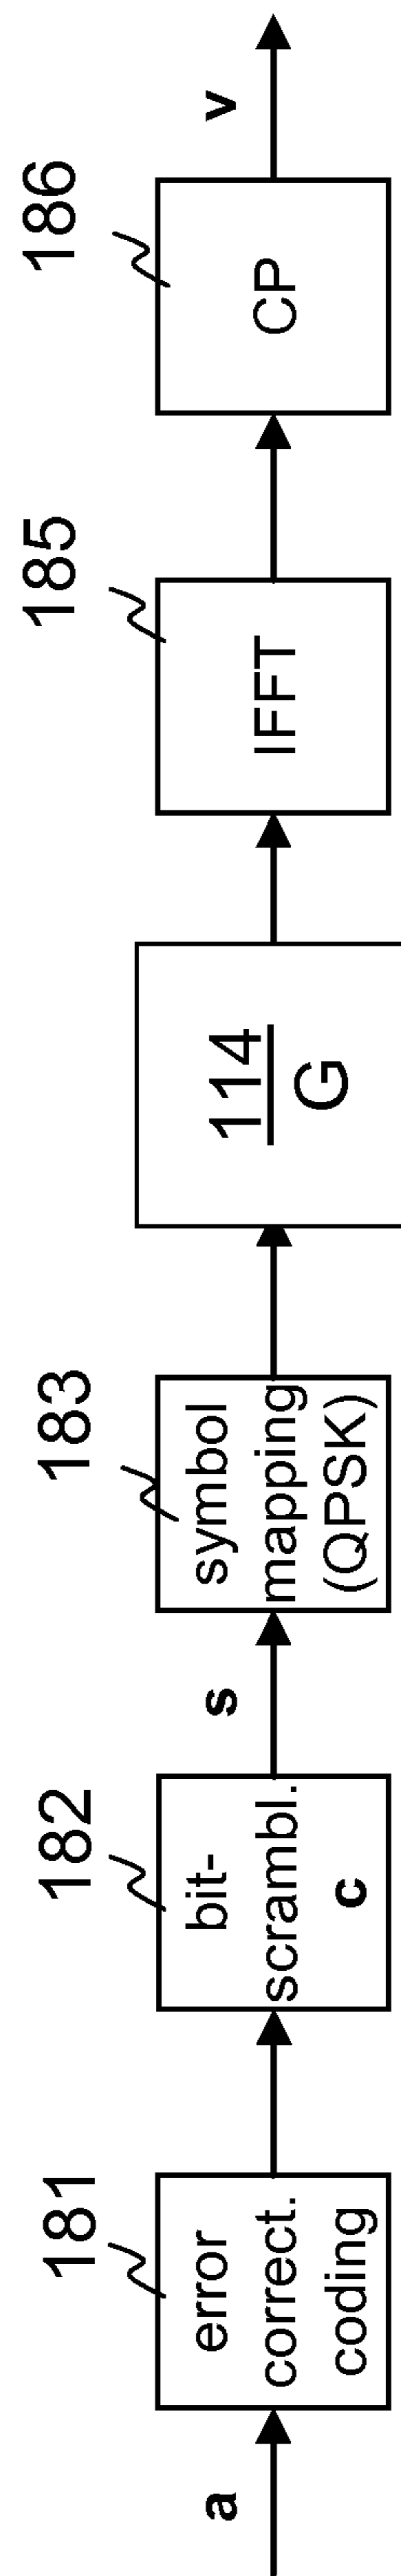 a
181
error
correct.
coding
182
bit-
scrambl.
c
s
183
symbol
mapping
(QPSK)
114
G
185
IFFT
186
CP
v